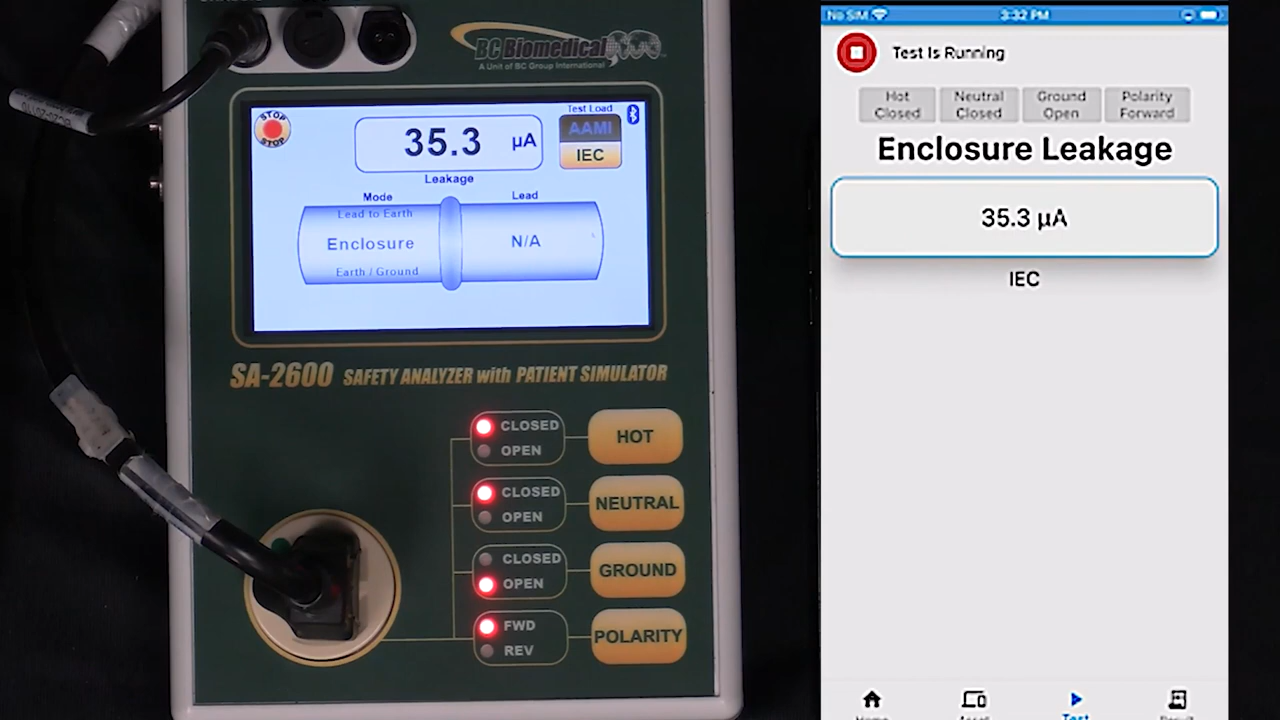 BC Biomedical
A Unit of BC Group International
STOP
STOP
35.3 µA
Leakage
Test Load
AAMI
IEC
Mode
Lead
Lead to Earth
Enclosure
N/A
Earth / Ground
SA-2600 SAFETY ANALYZER with PATIENT SIMULATOR
CLOSED
OPEN
HOT
CLOSED
OPEN
NEUTRAL
CLOSED
OPEN
GROUND
FWD
REV
POLARITY
No SIM
3:32 PM
Test Is Running
Hot
Closed
Neutral
Closed
Ground
Open
Polarity
Forward
Enclosure Leakage
35.3 µA
IEC
Home
Asset
Test
Result